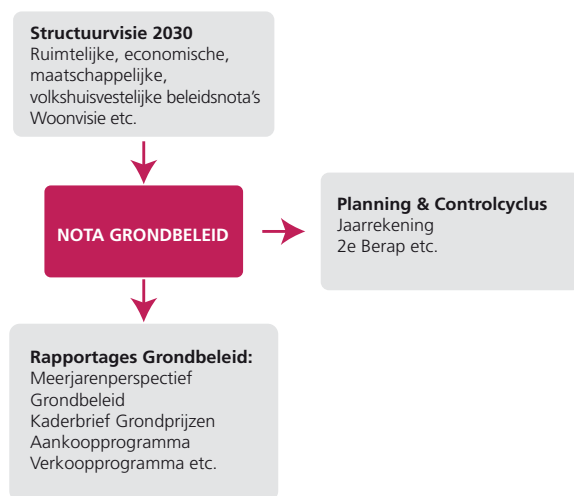 Structuurvisie 2030
Ruimtelijke, economische,
maatschappelijke,
volkshuisvestelijke beleidsnota’s
Woonvisie etc.
NOTA GRONDBELEID
Planning & Controlcyclus
Jaarrekening
2e Berap etc.
Rapportages Grondbeleid:
Meerjarenperspectief
Grondbeleid
Kaderbrief Grondprijzen
Aankoopprogramma
Verkoopprogramma etc.